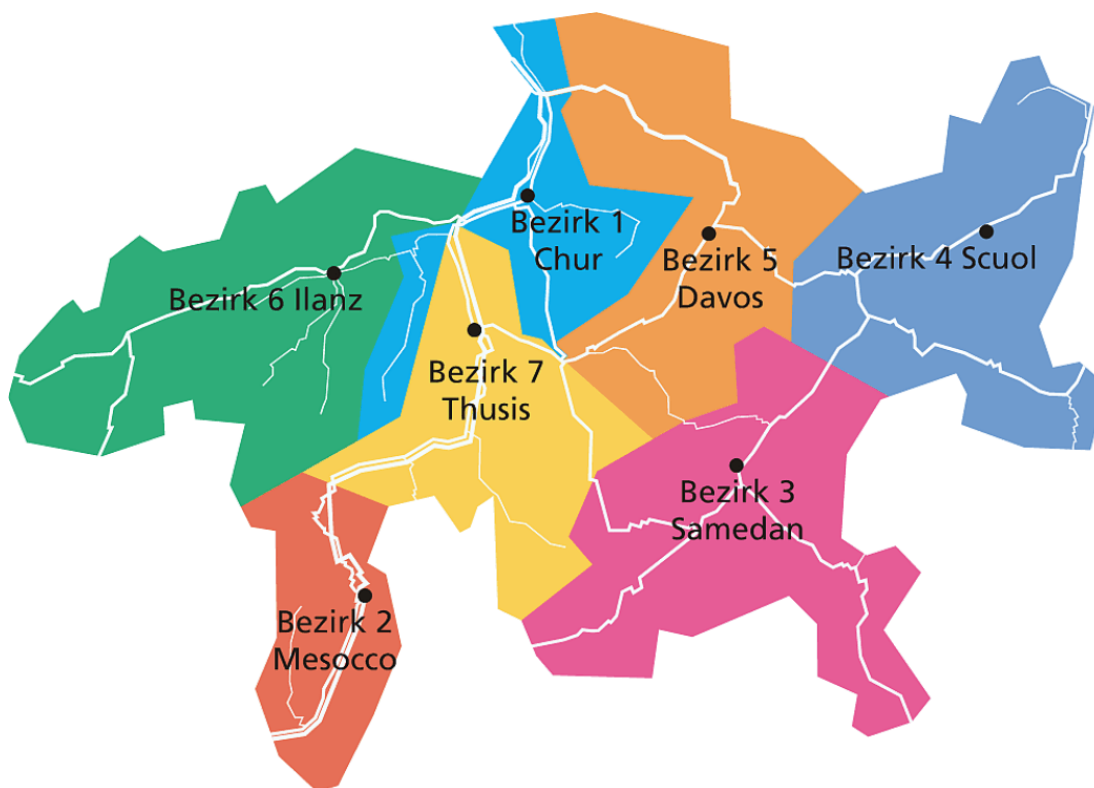 Bezirk 1
Chur
Bezirk 5
Davos
Bezirk 4 Scuol
Bezirk 6 Ilanz
Bezirk 7
Thusis
Bezirk 3
Samedan
Bezirk 2
Mesocco